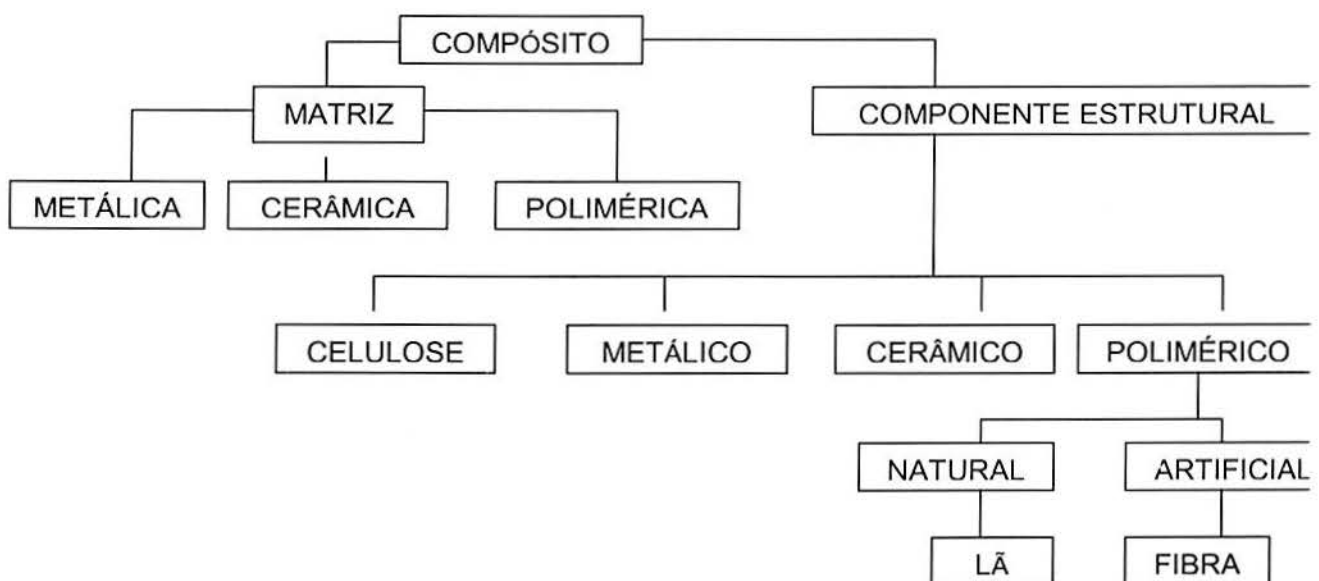 COMPÓSITO
MATRIZ
COMPONENTE ESTRUTURAL
METÁLICA
CERÂMICA
POLIMÉRICA
CELULOSE
METÁLICO
CERÂMICO
POLIMÉRICO
NATURAL
ARTIFICIAL
LÃ
FIBRA